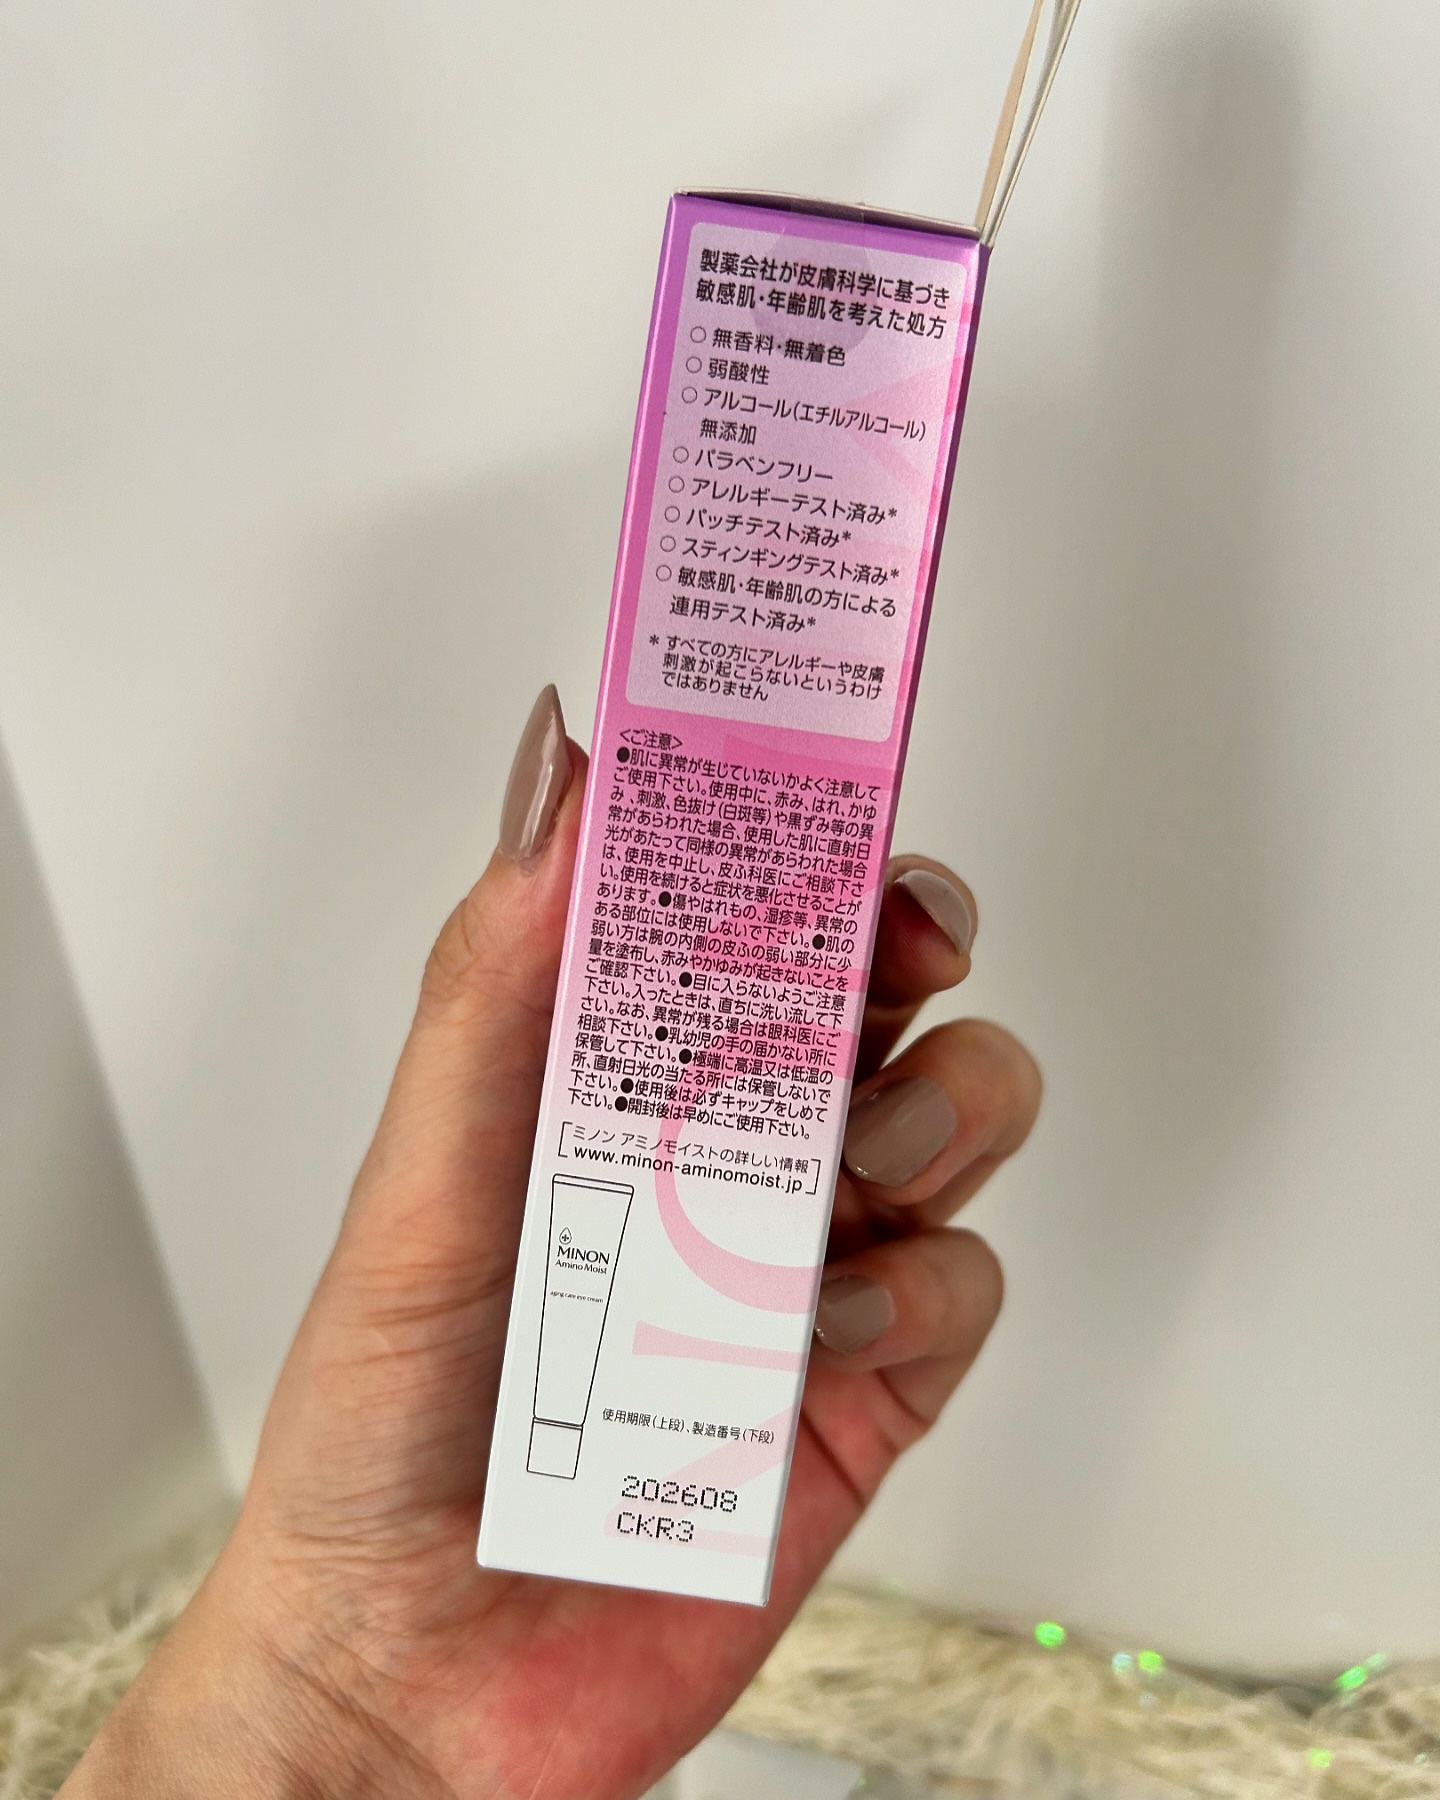 製薬会社が皮膚科学に基づき
敏感肌・年齢肌を考えた処方
○ 無香料・無着色
○ 弱酸性
○ アルコール(エチルアルコール)
無添加
○ パラベンフリー
○ アレルギーテスト済み*
○ パッチテスト済み*
○ スティンギングテスト済み*
○ 敏感肌・年齢肌の方による
連用テスト済み*
* すべての方にアレルギーや皮膚
刺激が起こらないというわけ
ではありません
<ご注意>
●肌に異常が生じていないかよく注意して
ご使用下さい。使用中に、赤み、はれ、かゆ
み、刺激、色抜け(白斑等)や黒ずみ等の異
常があらわれた場合、使用した肌に直射日
光があたって同様の異常があらわれた場合
は、使用を中止し、皮ふ科医にご相談下さ
い。使用を続けると症状を悪化させることが
あります。●傷やはれもの、湿疹等、異常の
ある部位には使用しないで下さい。●肌の
弱い方は腕の内側の皮ふの弱い部分に少
量を塗布し、赤みやかゆみが起きないことを
ご確認下さい。●目に入らないようご注意
下さい。入ったときは、直ちに洗い流して下
さい。なお、異常が残る場合は眼科医にご
相談下さい。●乳幼児の手の届かない所に
保管して下さい。●極端に高温又は低温の
所、直射日光の当たる所には保管しないで
下さい。●使用後は必ずキャップをしめて
下さい。●開封後は早めにご使用下さい。
ミノン アミノモイストの詳しい情報
www.minon-aminomoist.jp
MINON
Amino Moist
aging care eye cream
使用期限(上段)、製造番号(下段)
202608
CKR3